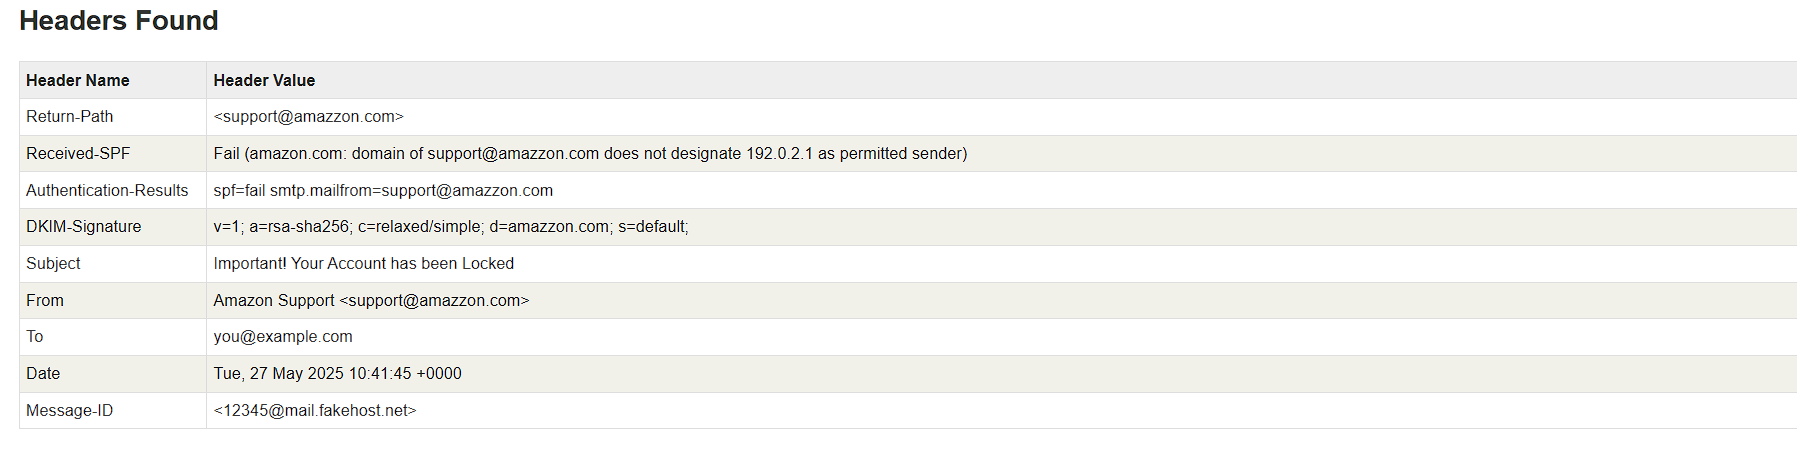 Headers Found
Header Name Header Value
Return-Path <support@amazzon.com>
Received-SPF Fail (amazon.com: domain of support@amazzon.com does not designate 192.0.2.1 as permitted sender)
Authentication-Results spf=fail smtp.mailfrom=support@amazzon.com
DKIM-Signature v=1; a=rsa-sha256; c=relaxed/simple; d=amazzon.com; s=default;
Subject Important! Your Account has been Locked
From Amazon Support <support@amazzon.com>
To you@example.com
Date Tue, 27 May 2025 10:41:45 +0000
Message-ID <12345@mail.fakehost.net>